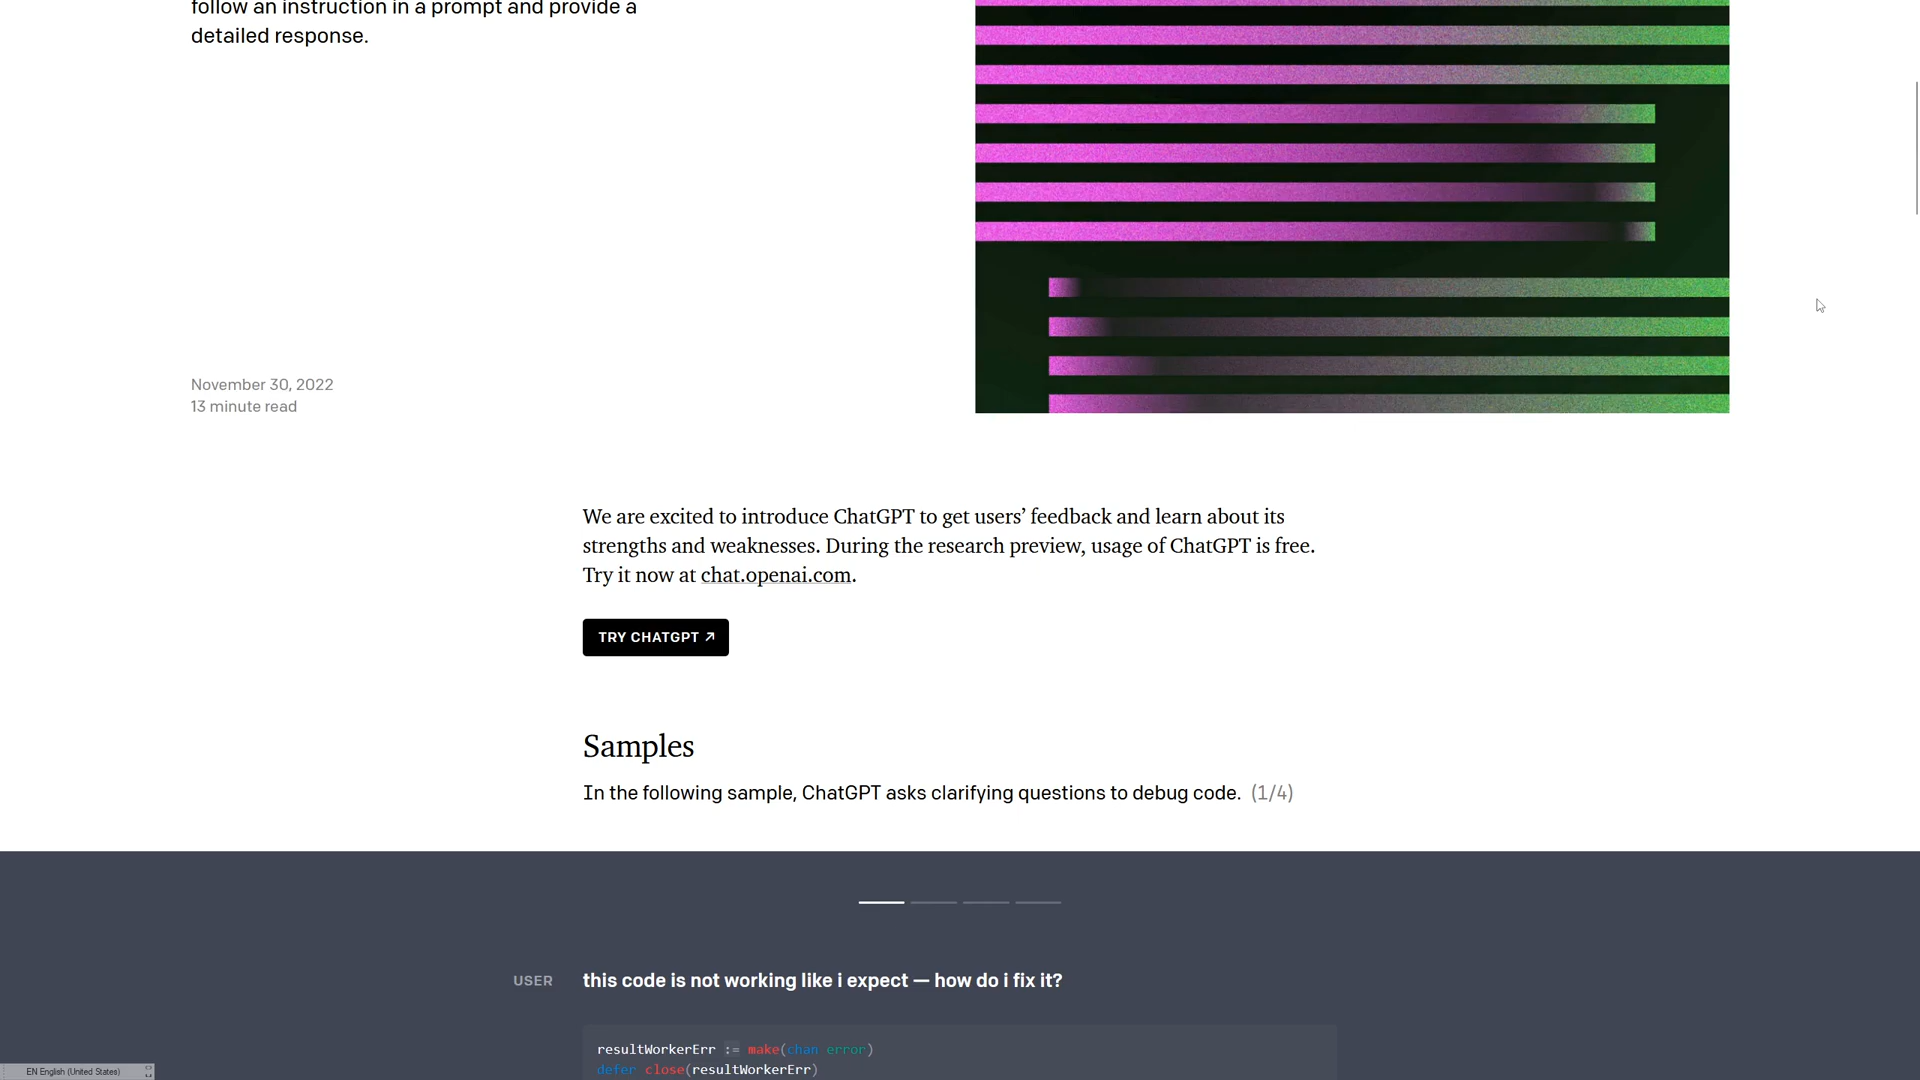 follow an instruction in a prompt and provide a
detailed response.
November 30, 2022
13 minute read
We are excited to introduce ChatGPT to get users’ feedback and learn about its
strengths and weaknesses. During the research preview, usage of ChatGPT is free.
Try it now at chat.openai.com.
TRY CHATGPT ↗
Samples
In the following sample, ChatGPT asks clarifying questions to debug code. (1/4)
USER this code is not working like i expect — how do i fix it?
resultWorkerErr := make(chan error)
defer close(resultWorkerErr)
EN English (United States)